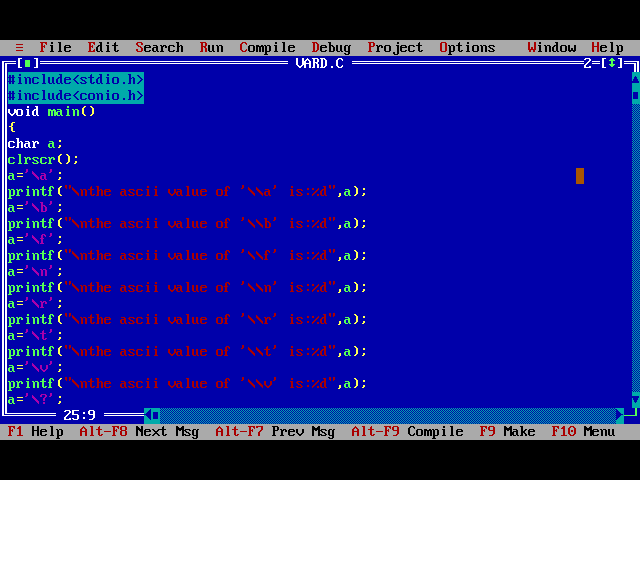 ≡ File Edit Search Run Compile Debug Project Options Window Help
[■] VARD.C 2=[↕]
#include<stdio.h>
#include<conio.h>
void main()
{
char a;
clrscr();
a='\a';
printf("\nthe ascii value of '\\a' is:%d",a);
a='\b';
printf("\nthe ascii value of '\\b' is:%d",a);
a='\f';
printf("\nthe ascii value of '\\f' is:%d",a);
a='\n';
printf("\nthe ascii value of '\\n' is:%d",a);
a='\r';
printf("\nthe ascii value of '\\r' is:%d",a);
a='\t';
printf("\nthe ascii value of '\\t' is:%d",a);
a='\v';
printf("\nthe ascii value of '\\v' is:%d",a);
a='\?';
25:9
F1 Help Alt-F8 Next Msg Alt-F7 Prev Msg Alt-F9 Compile F9 Make F10 Menu